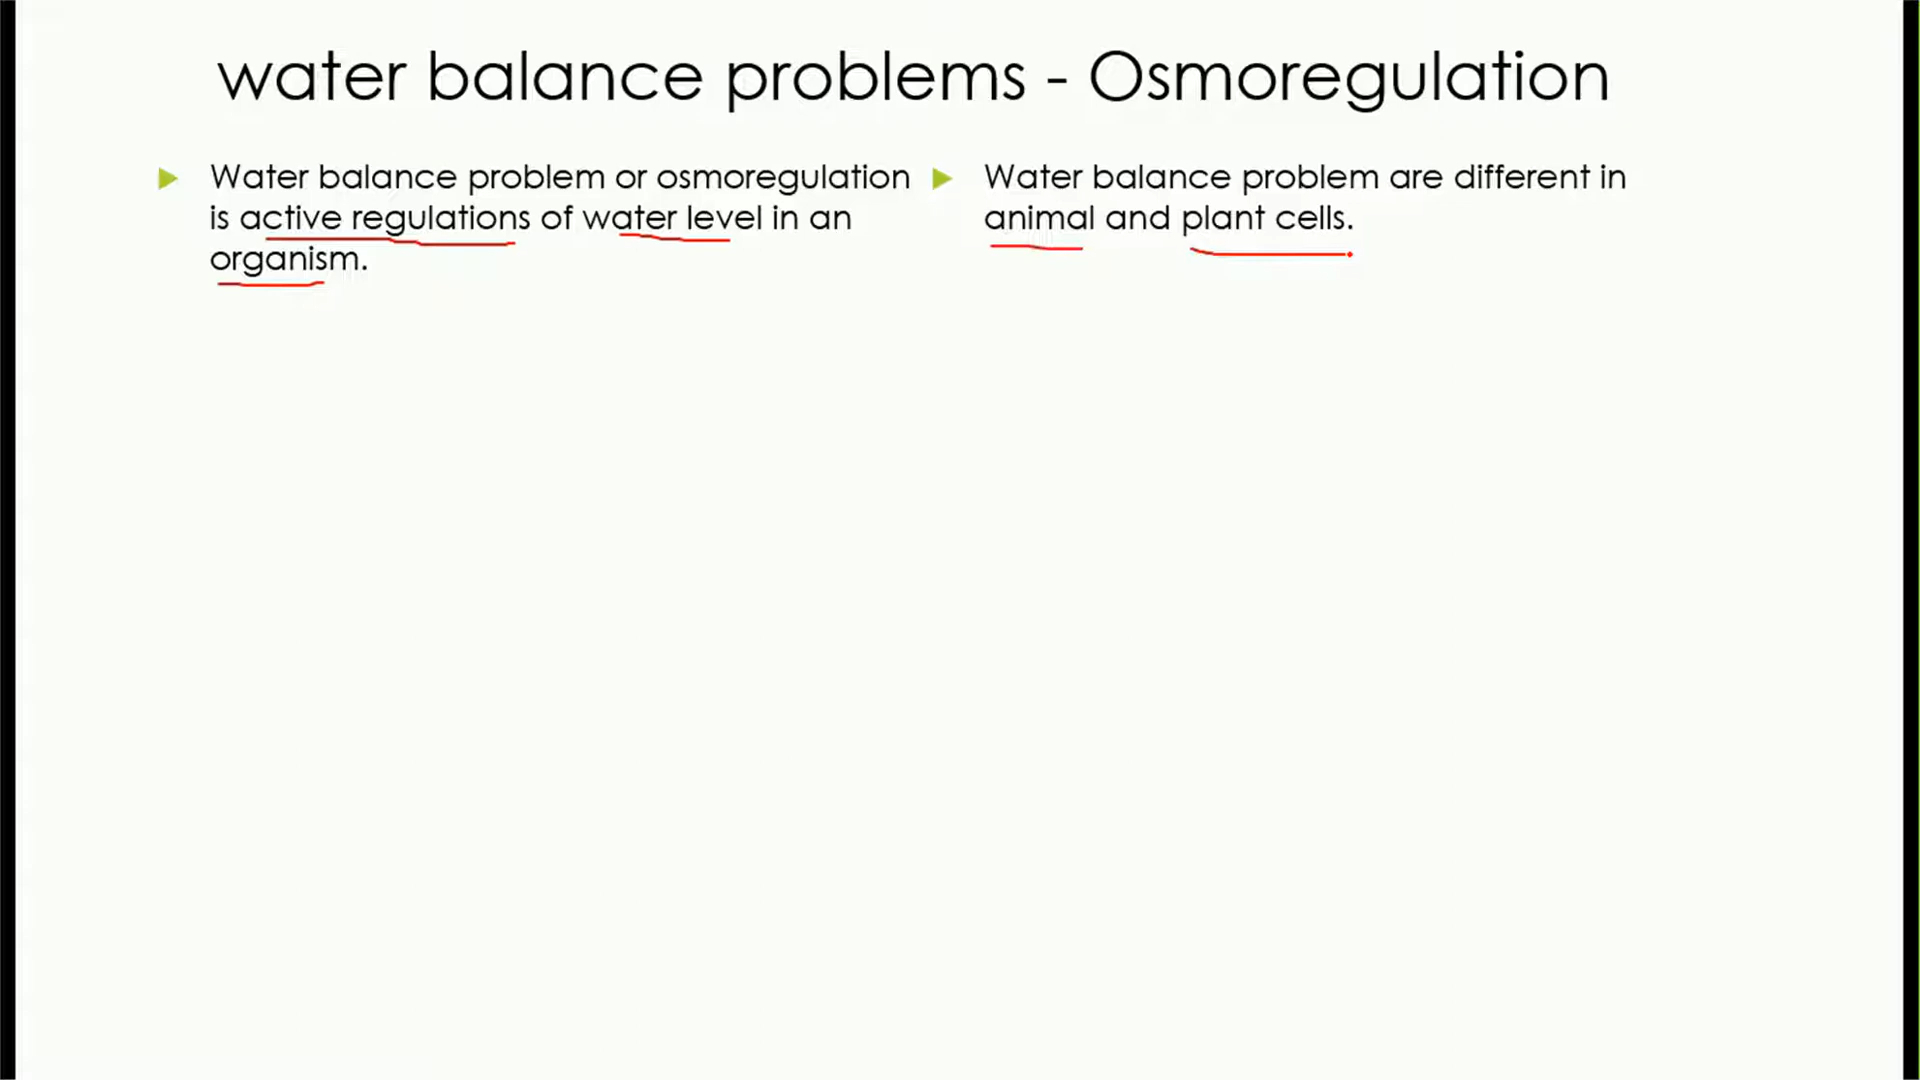 water balance problems - Osmoregulation
Water balance problem or osmoregulation
is active regulations of water level in an
organism.
Water balance problem are different in
animal and plant cells.